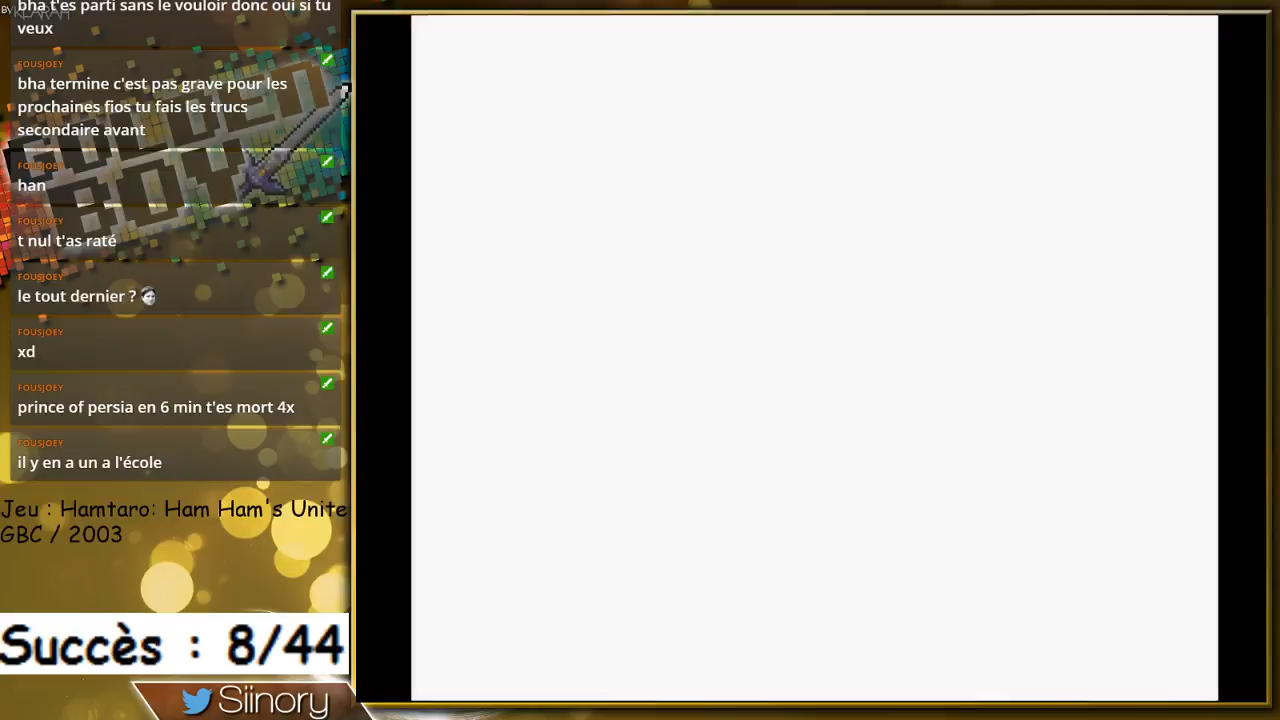 BY KLARAH
bha t'es parti sans le vouloir donc oui si tu
veux
FOUSJOEY
bha termine c'est pas grave pour les
prochaines fios tu fais les trucs
secondaire avant
FOUSJOEY
han
FOUSJOEY
t nul t'as raté
FOUSJOEY
le tout dernier ?
FOUSJOEY
xd
FOUSJOEY
prince of persia en 6 min t'es mort 4x
FOUSJOEY
il y en a un a l'école
Jeu : Hamtaro: Ham Ham's Unite
GBC / 2003
Succès : 8/44
Siinory